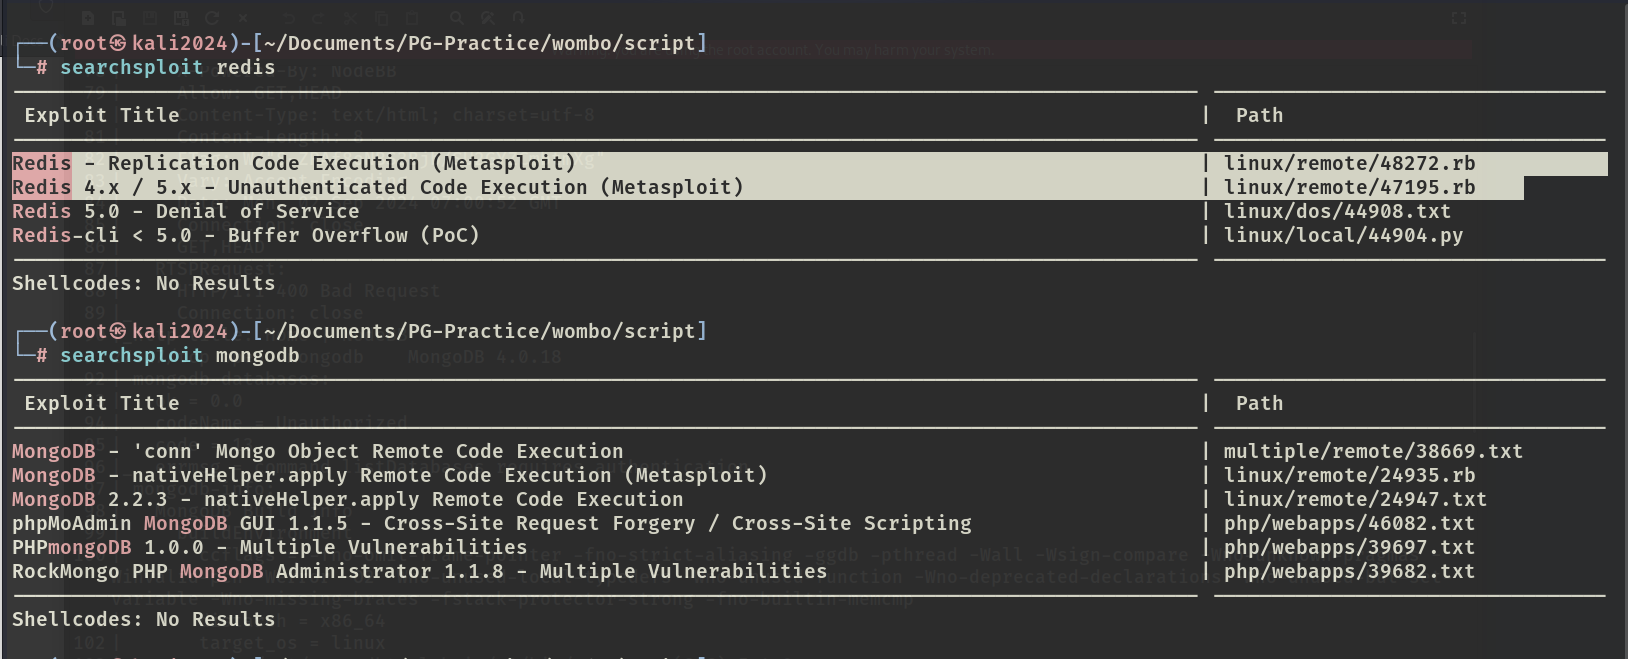 ┌──(root㉿kali2024)-[~/Documents/PG-Practice/wombo/script]
└─# searchsploit redis
Exploit Title | Path
Redis - Replication Code Execution (Metasploit) | linux/remote/48272.rb
Redis 4.x / 5.x - Unauthenticated Code Execution (Metasploit) | linux/remote/47195.rb
Redis 5.0 - Denial of Service | linux/dos/44908.txt
Redis-cli < 5.0 - Buffer Overflow (PoC) | linux/local/44904.py
Shellcodes: No Results
┌──(root㉿kali2024)-[~/Documents/PG-Practice/wombo/script]
└─# searchsploit mongodb
Exploit Title | Path
MongoDB - 'conn' Mongo Object Remote Code Execution | multiple/remote/38669.txt
MongoDB - nativeHelper.apply Remote Code Execution (Metasploit) | linux/remote/24935.rb
MongoDB 2.2.3 - nativeHelper.apply Remote Code Execution | linux/remote/24947.txt
phpMoAdmin MongoDB GUI 1.1.5 - Cross-Site Request Forgery / Cross-Site Scripting | php/webapps/46082.txt
PHPmongoDB 1.0.0 - Multiple Vulnerabilities | php/webapps/39697.txt
RockMongo PHP MongoDB Administrator 1.1.8 - Multiple Vulnerabilities | php/webapps/39682.txt
Shellcodes: No Results